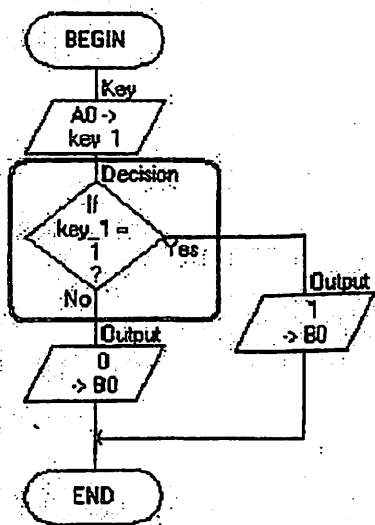 BEGIN
Key
A0 ->
key 1
Decision
If
key_1 =
1
?
Yes
No
Output
1
-> B0
Output
0
-> B0
END